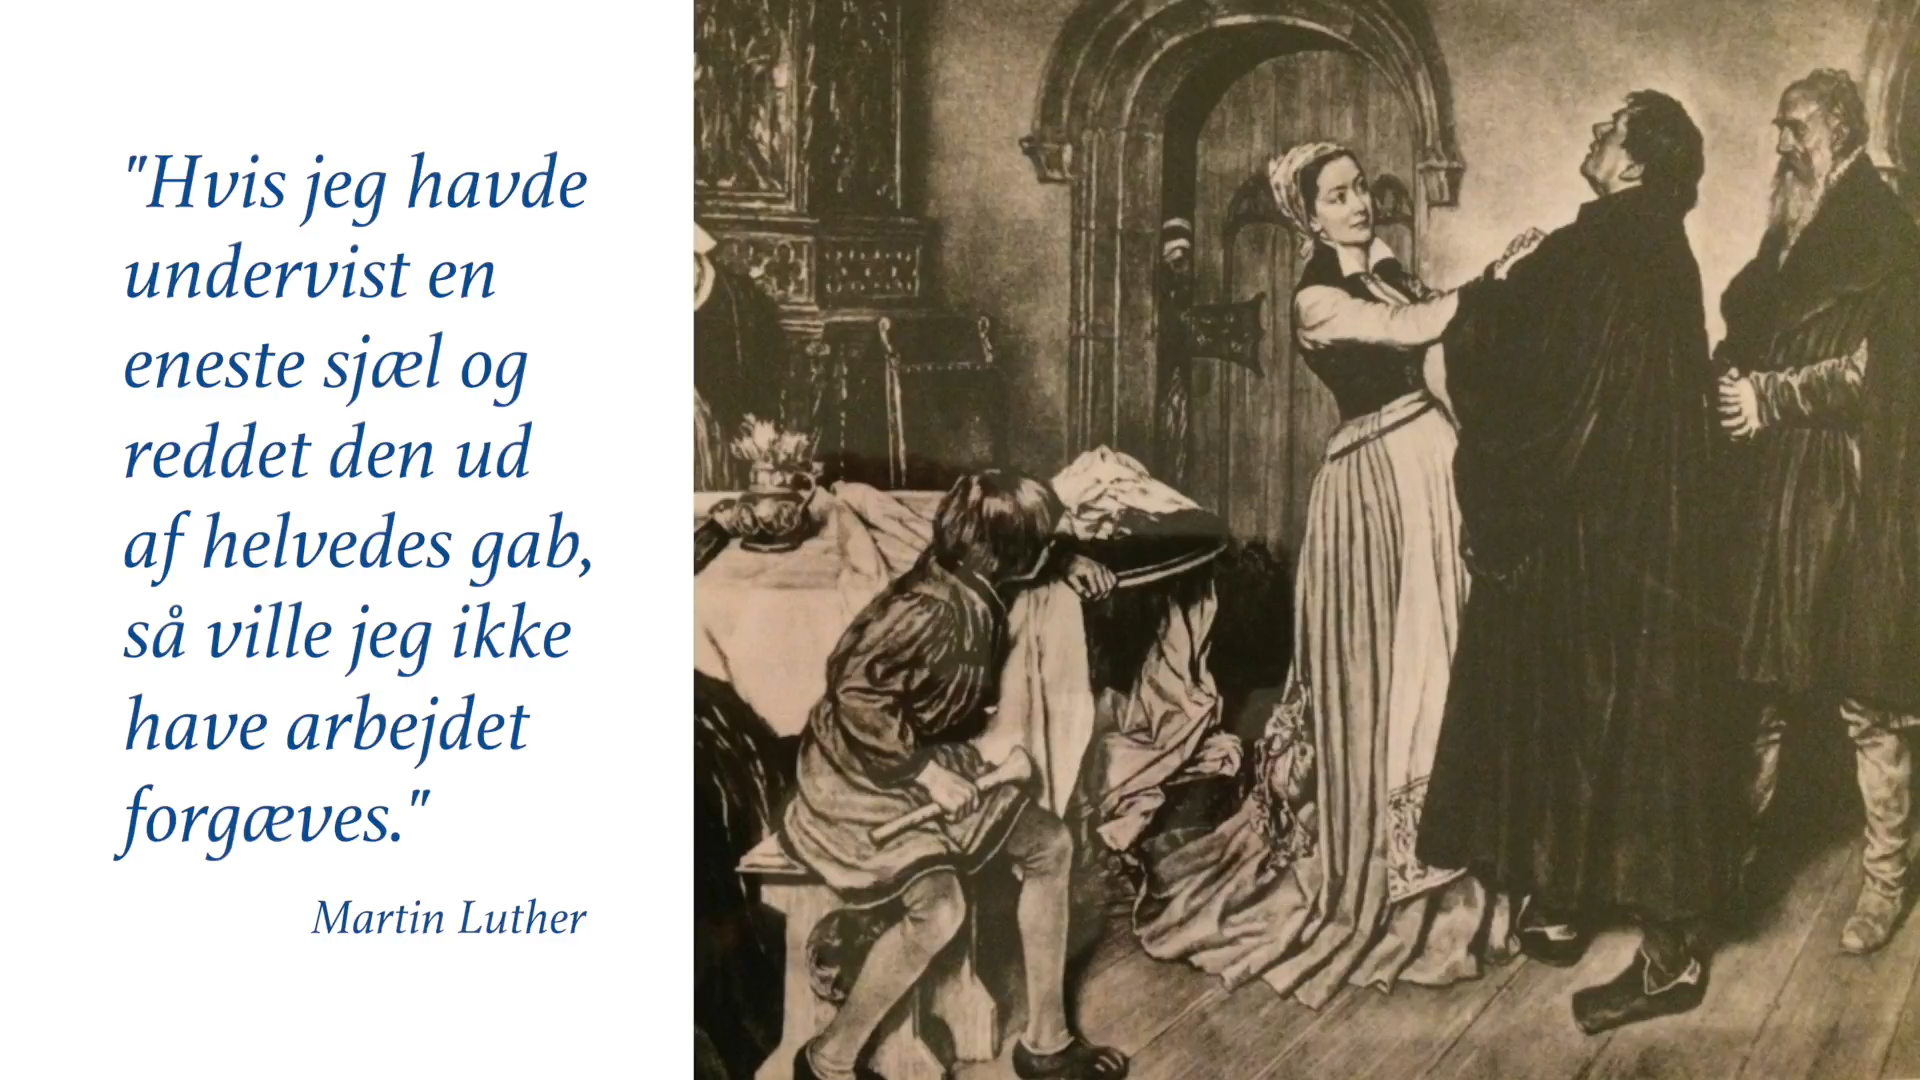 "Hvis jeg havde
undervist en
eneste sjæl og
reddet den ud
af helvedes gab,
så ville jeg ikke
have arbejdet
forgæves."
Martin Luther